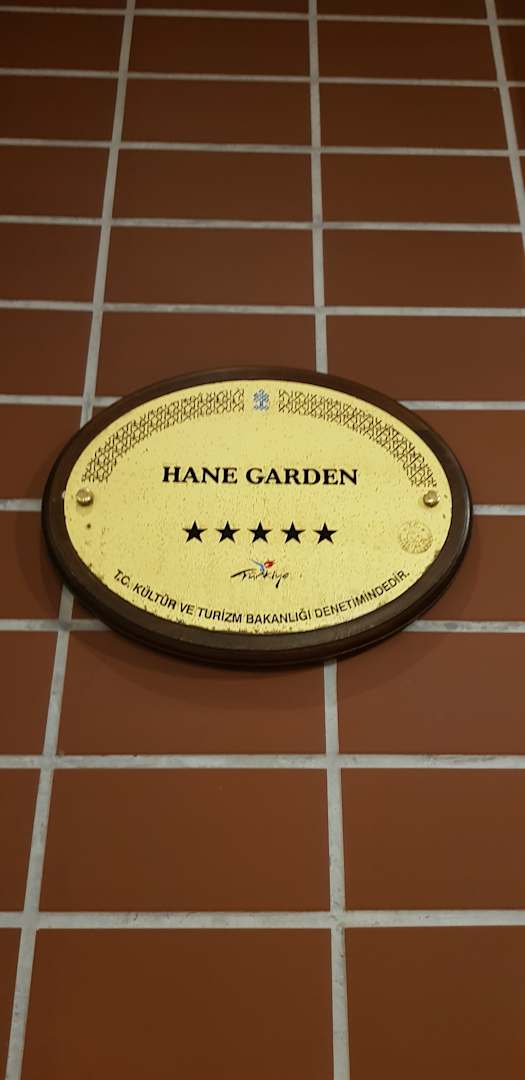 HANE GARDEN
★★★★★
Türkiye
T.C. KÜLTÜR VE TURİZM BAKANLIĞI DENETİMİNDEDİR.